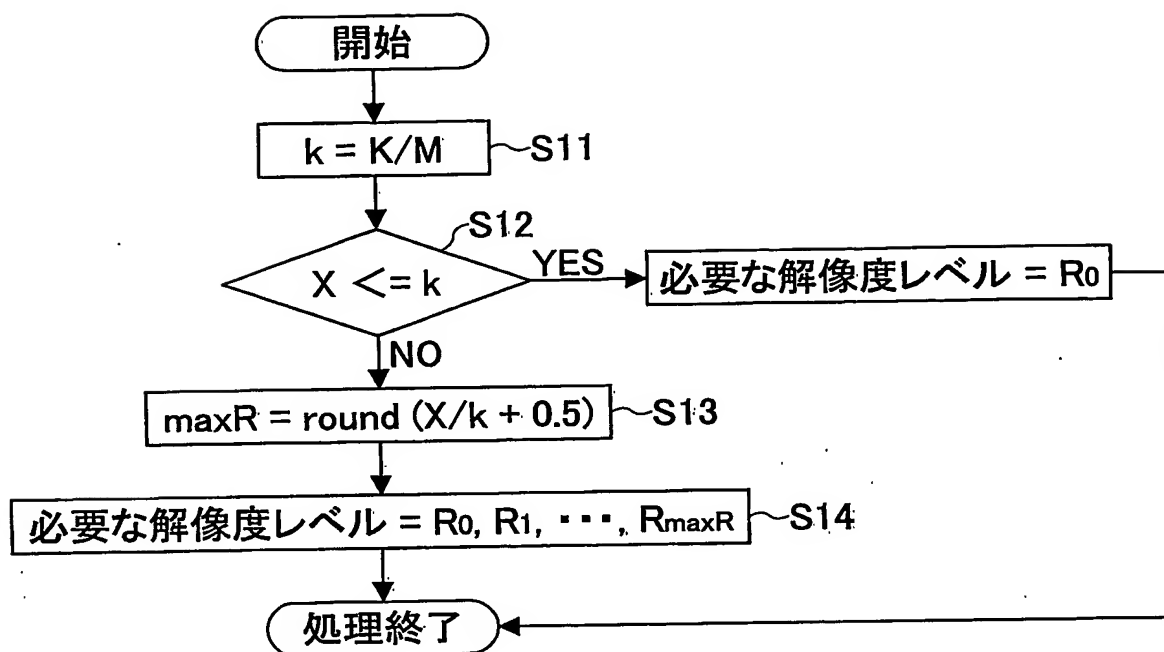 開始
k = K/M
S11
S12
X <= k
YES
必要な解像度レベル = R0
NO
maxR = round (X/k + 0.5)
S13
必要な解像度レベル = R0, R1, ･･･, RmaxR
S14
処理終了